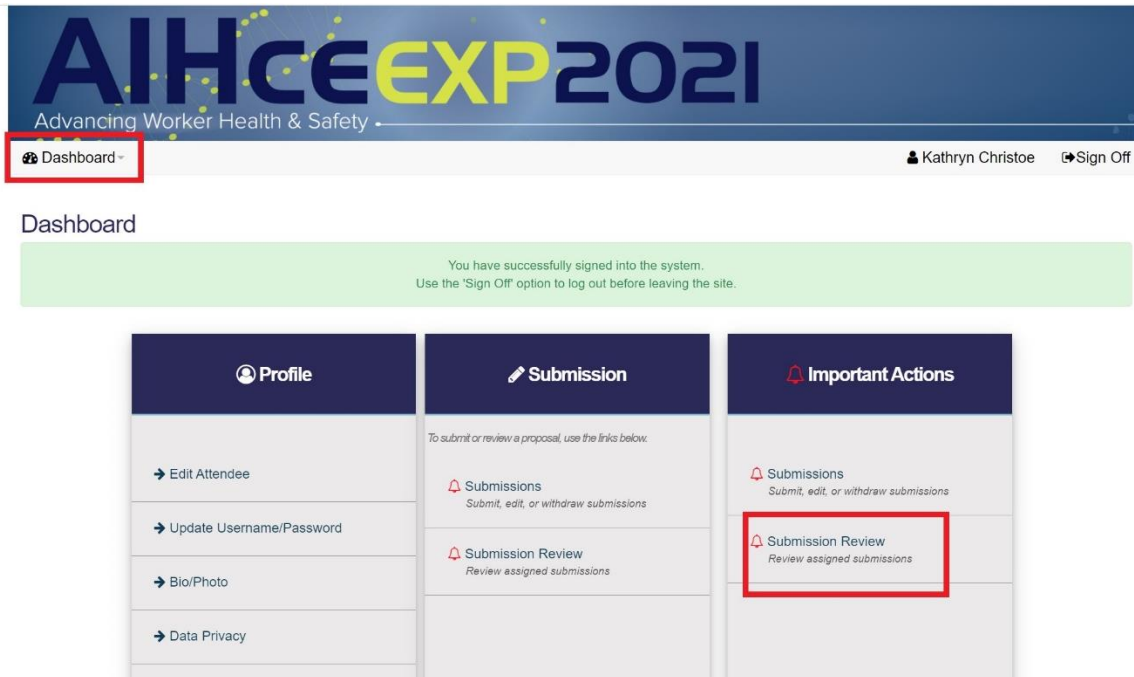 AIHceEXP2021
Advancing Worker Health & Safety
Dashboard
Kathryn Christoe
Sign Off
Dashboard
You have successfully signed into the system.
Use the 'Sign Off' option to log out before leaving the site.
Profile
Edit Attendee
Update Username/Password
Bio/Photo
Data Privacy
Submission
To submit or review a proposal, use the links below.
Submissions
Submit, edit, or withdraw submissions
Submission Review
Review assigned submissions
Important Actions
Submissions
Submit, edit, or withdraw submissions
Submission Review
Review assigned submissions